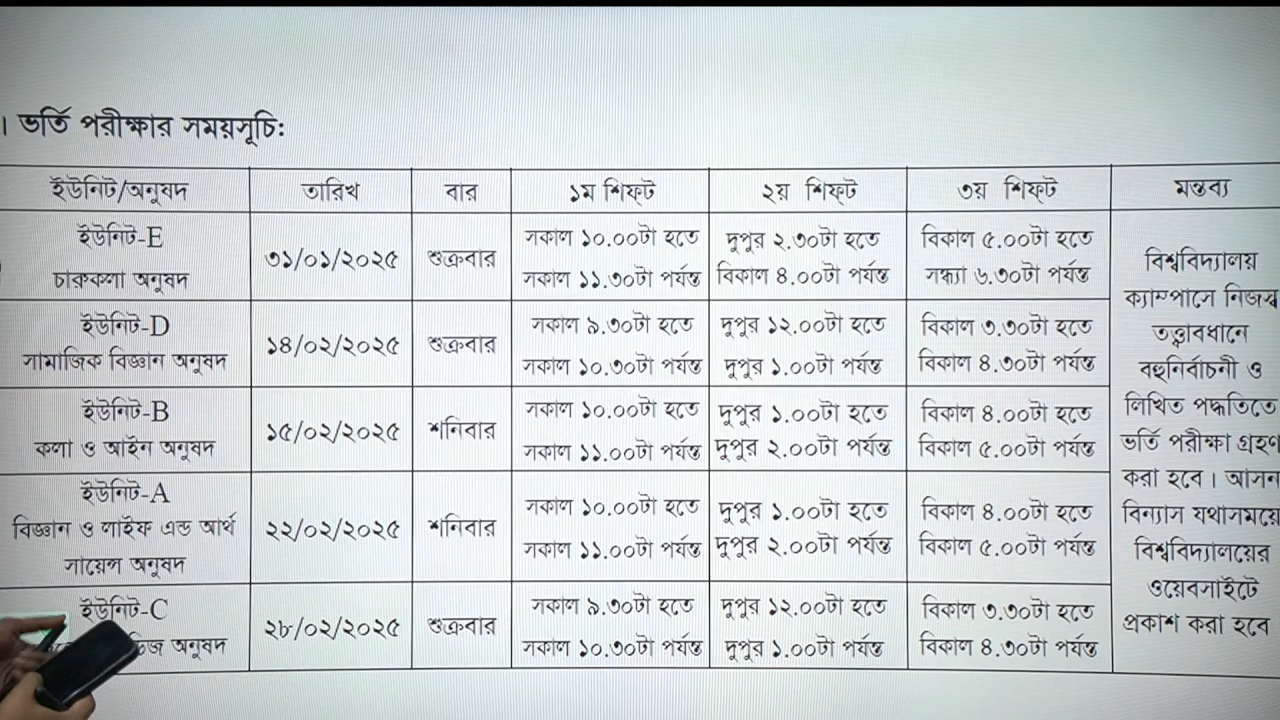 । ভর্তি পরীক্ষার সময়সূচি:
ইউনিট/অনুষদ তারিখ বার ১ম শিফ্‌ট ২য় শিফ্‌ট ৩য় শিফ্‌ট মন্তব্য
ইউনিট-E
চারুকলা অনুষদ
৩১/০১/২০২৫
শুক্রবার
সকাল ১০.০০টা হতে
সকাল ১১.৩০টা পর্যন্ত
দুপুর ২.৩০টা হতে
বিকাল ৪.০০টা পর্যন্ত
বিকাল ৫.০০টা হতে
সন্ধ্যা ৬.৩০টা পর্যন্ত
ইউনিট-D
সামাজিক বিজ্ঞান অনুষদ
১৪/০২/২০২৫
শুক্রবার
সকাল ৯.৩০টা হতে
সকাল ১০.৩০টা পর্যন্ত
দুপুর ১২.০০টা হতে
দুপুর ১.০০টা পর্যন্ত
বিকাল ৩.৩০টা হতে
বিকাল ৪.৩০টা পর্যন্ত
ইউনিট-B
কলা ও আইন অনুষদ
১৫/০২/২০২৫
শনিবার
সকাল ১০.০০টা হতে
সকাল ১১.০০টা পর্যন্ত
দুপুর ১.০০টা হতে
দুপুর ২.০০টা পর্যন্ত
বিকাল ৪.০০টা হতে
বিকাল ৫.০০টা পর্যন্ত
ইউনিট-A
বিজ্ঞান ও লাইফ এন্ড আর্থ
সায়েন্স অনুষদ
২২/০২/২০২৫
শনিবার
সকাল ১০.০০টা হতে
সকাল ১১.০০টা পর্যন্ত
দুপুর ১.০০টা হতে
দুপুর ২.০০টা পর্যন্ত
বিকাল ৪.০০টা হতে
বিকাল ৫.০০টা পর্যন্ত
ইউনিট-C
অনুষদ
২৮/০২/২০২৫
শুক্রবার
সকাল ৯.৩০টা হতে
সকাল ১০.৩০টা পর্যন্ত
দুপুর ১২.০০টা হতে
দুপুর ১.০০টা পর্যন্ত
বিকাল ৩.৩০টা হতে
বিকাল ৪.৩০টা পর্যন্ত
বিশ্ববিদ্যালয়
ক্যাম্পাসে নিজস্ব
তত্ত্বাবধানে
বহুনির্বাচনী ও
লিখিত পদ্ধতিতে
ভর্তি পরীক্ষা গ্রহণ
করা হবে। আসন
বিন্যাস যথাসময়ে
বিশ্ববিদ্যালয়ের
ওয়েবসাইটে
প্রকাশ করা হবে